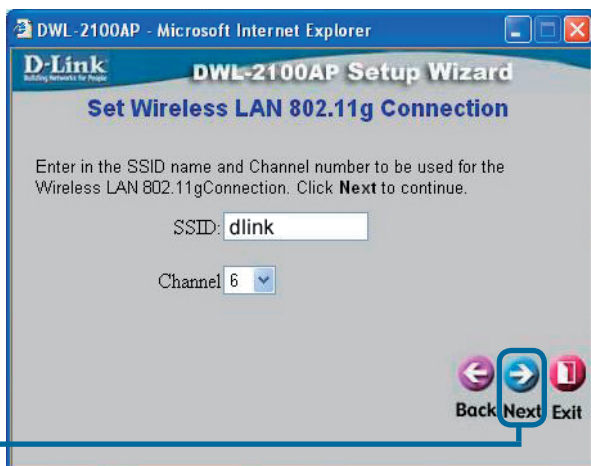 DWL-2100AP - Microsoft Internet Explorer
D-Link
Building Networks for People
DWL-2100AP Setup Wizard
Set Wireless LAN 802.11g Connection
Enter in the SSID name and Channel number to be used for the
Wireless LAN 802.11gConnection. Click Next to continue.
SSID: dlink
Channel 6
Back Next Exit